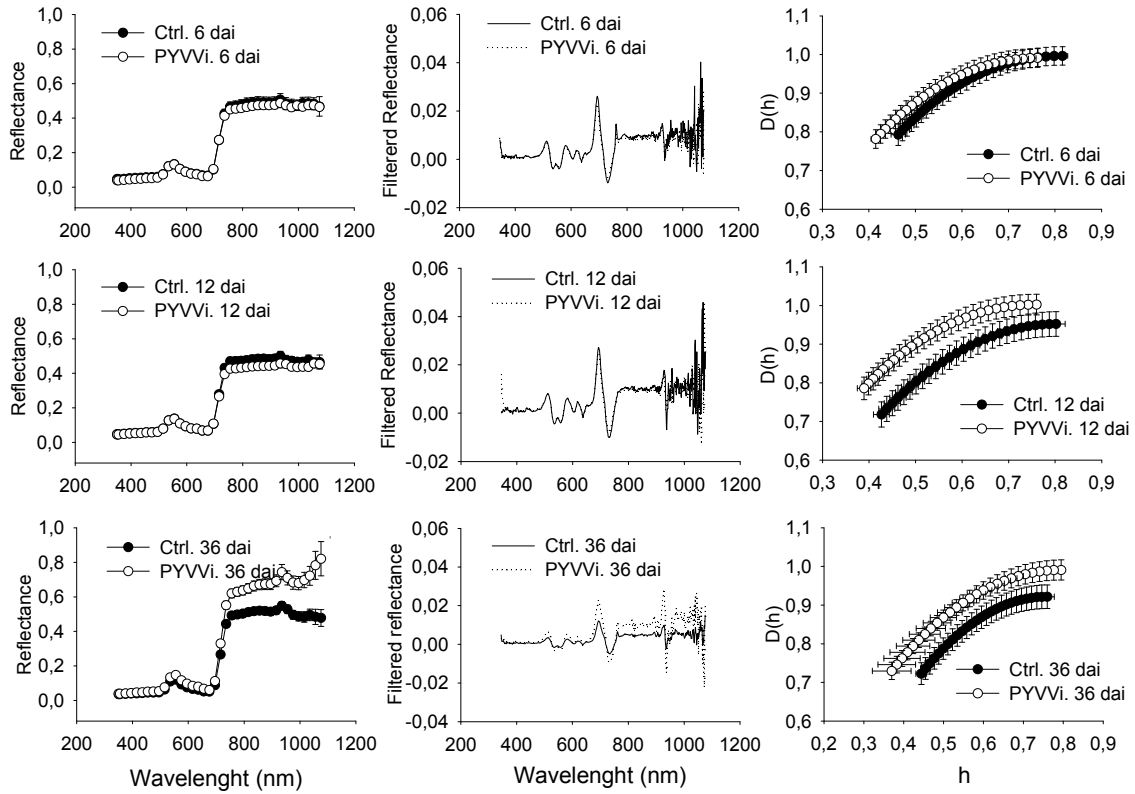 Reflectance
1,0
0,8
0,6
0,4
0,2
0,0
Ctrl. 6 dai
PYVVi. 6 dai
200 400 600 800 1000 1200
Filterered Reflectance
0,06
0,04
0,02
0,00
-0,02
Ctrl. 6 dai
PYVVi. 6 dai
200 400 600 800 1000 1200
D(h)
1,1
1,0
0,9
0,8
0,7
0,6
Ctrl. 6 dai
PYVVi. 6 dai
0,3 0,4 0,5 0,6 0,7 0,8 0,9
Reflectance
1,0
0,8
0,6
0,4
0,2
0,0
Ctrl. 12 dai
PYVVi. 12 dai
200 400 600 800 1000 1200
Filtered Reflectance
0,06
0,04
0,02
0,00
-0,02
Ctrl. 12 dai
PYVVi. 12 dai
200 400 600 800 1000 1200
D(h)
1,1
1,0
0,9
0,8
0,7
0,6
Ctrl. 12 dai
PYVVi. 12 dai
0,3 0,4 0,5 0,6 0,7 0,8 0,9
Reflectance
1,0
0,8
0,6
0,4
0,2
0,0
Ctrl. 36 dai
PYVVi. 36 dai
200 400 600 800 1000 1200
Wavelenght (nm)
Filtered reflectance
0,06
0,04
0,02
0,00
-0,02
-0,04
Ctrl. 36 dai
PYVVi. 36 dai
200 400 600 800 1000 1200
Wavelenght (nm)
D(h)
1,1
1,0
0,9
0,8
0,7
0,6
Ctrl. 36 dai
PYVVi. 36 dai
0,2 0,3 0,4 0,5 0,6 0,7 0,8 0,9
h